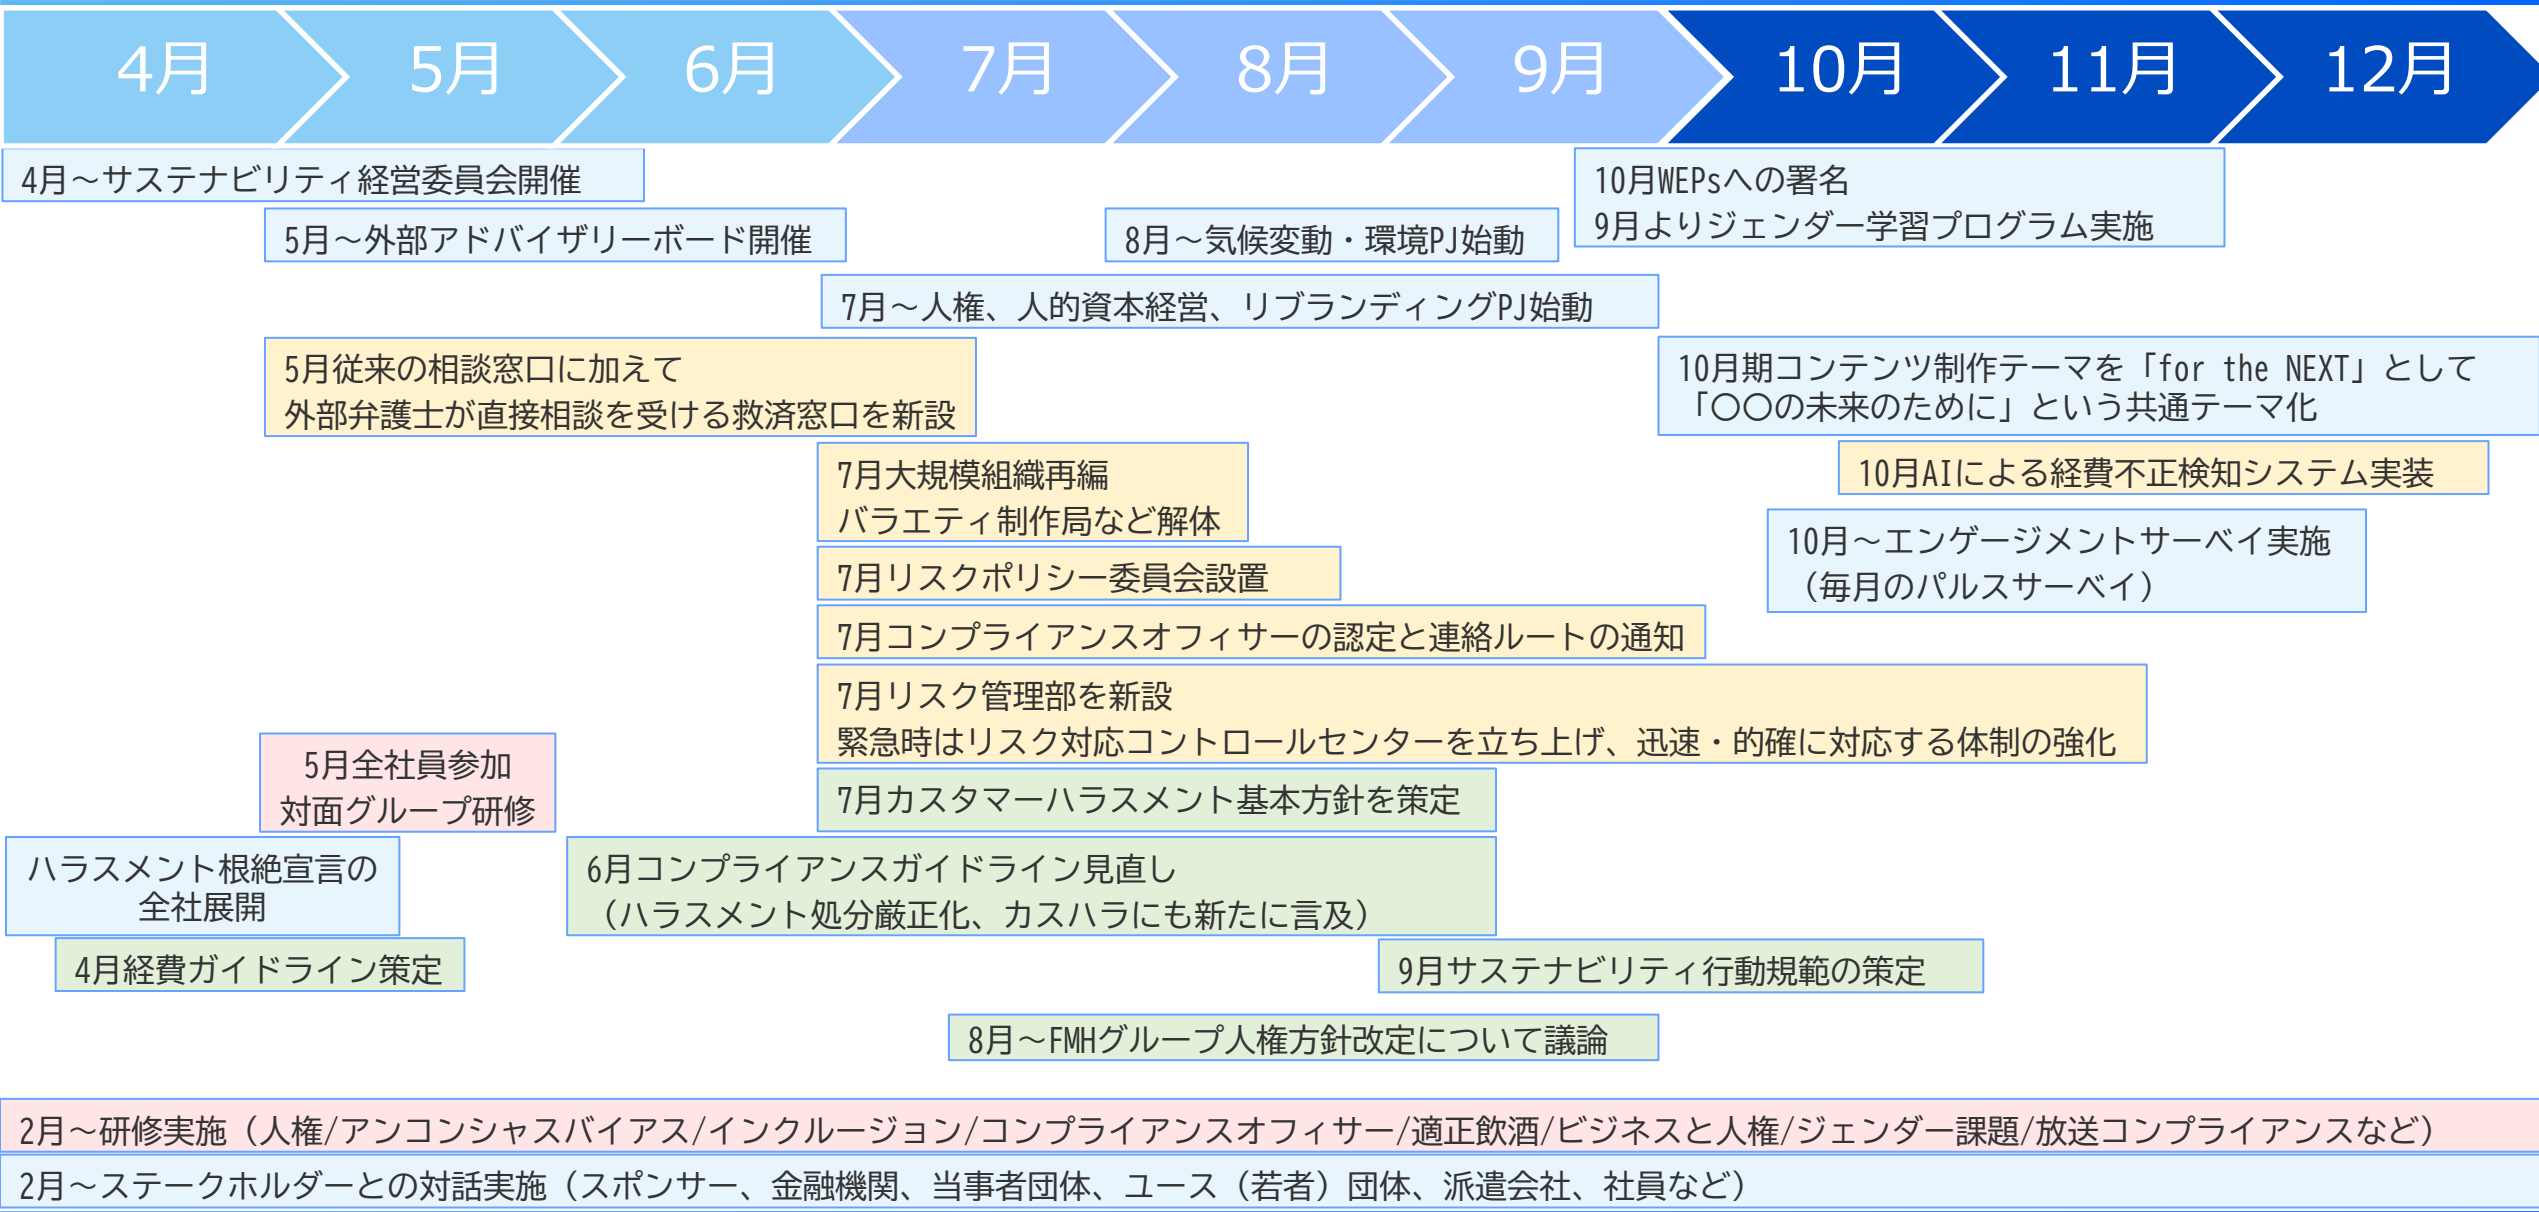 4月
5月
6月
7月
8月
9月
10月
11月
12月
4月～サステナビリティ経営委員会開催
10月WEPsへの署名
9月よりジェンダー学習プログラム実施
5月～外部アドバイザリーボード開催
8月～気候変動・環境PJ始動
7月～人権、人的資本経営、リブランディングPJ始動
5月従来の相談窓口に加えて
外部弁護士が直接相談を受ける救済窓口を新設
10月期コンテンツ制作テーマを「for the NEXT」として
「〇〇の未来のために」という共通テーマ化
7月大規模組織再編
バラエティ制作局など解体
10月AIによる経費不正検知システム実装
10月～エンゲージメントサーベイ実施
（毎月のパルスサーベイ）
7月リスクポリシー委員会設置
7月コンプライアンスオフィサーの認定と連絡ルートの通知
7月リスク管理部を新設
緊急時はリスク対応コントロールセンターを立ち上げ、迅速・的確に対応する体制の強化
5月全社員参加
対面グループ研修
7月カスタマーハラスメント基本方針を策定
ハラスメント根絶宣言の
全社展開
6月コンプライアンスガイドライン見直し
（ハラスメント処分厳正化、カスハラにも新たに言及）
4月経費ガイドライン策定
9月サステナビリティ行動規範の策定
8月～FMHグループ人権方針改定について議論
2月～研修実施（人権/アンコンシャスバイアス/インクルージョン/コンプライアンスオフィサー/適正飲酒/ビジネスと人権/ジェンダー課題/放送コンプライアンスなど）
2月～ステークホルダーとの対話実施（スポンサー、金融機関、当事者団体、ユース（若者）団体、派遣会社、社員など）